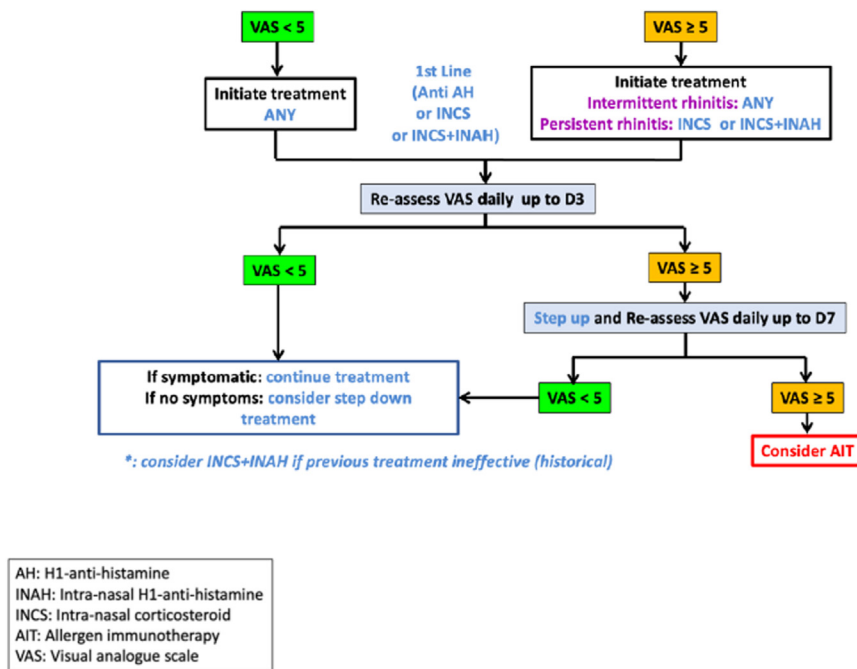 VAS < 5
VAS ≥ 5
Initiate treatment
ANY
1st Line
(Anti AH
or INCS
or INCS+INAH)
Initiate treatment
Intermittent rhinitis: ANY
Persistent rhinitis: INCS or INCS+INAH
Re-assess VAS daily up to D3
VAS < 5
VAS ≥ 5
Step up and Re-assess VAS daily up to D7
If symptomatic: continue treatment
If no symptoms: consider step down
treatment
VAS < 5
VAS ≥ 5
Consider AIT
*: consider INCS+INAH if previous treatment ineffective (historical)
AH: H1-anti-histamine
INAH: Intra-nasal H1-anti-histamine
INCS: Intra-nasal corticosteroid
AIT: Allergen immunotherapy
VAS: Visual analogue scale